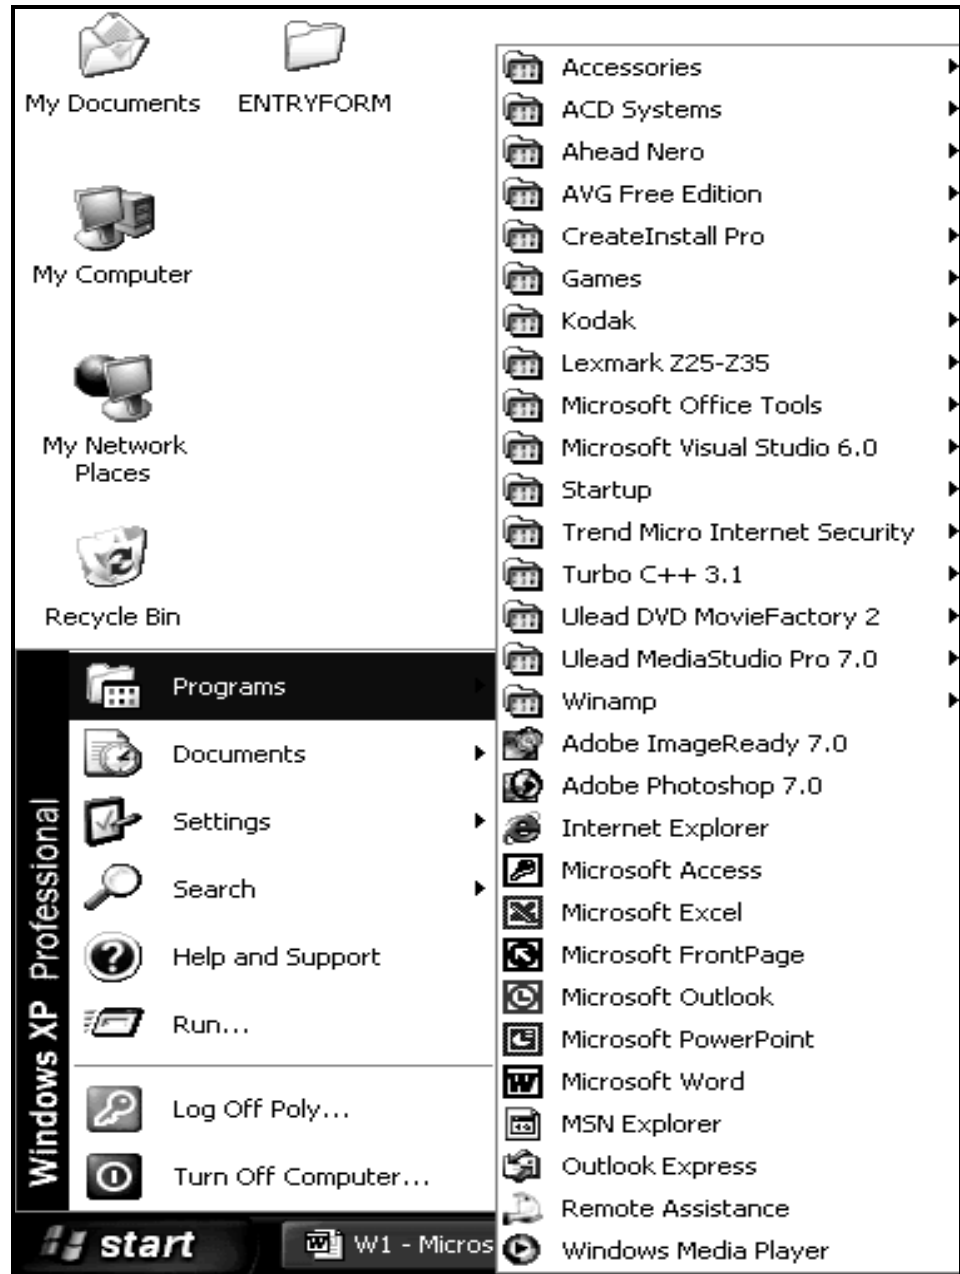 My Documents
ENTRYFORM
My Computer
My Network
Places
Recycle Bin
Accessories
ACD Systems
Ahead Nero
AVG Free Edition
CreateInstall Pro
Games
Kodak
Lexmark Z25-Z35
Microsoft Office Tools
Microsoft Visual Studio 6.0
Startup
Trend Micro Internet Security
Turbo C++ 3.1
Ulead DVD MovieFactory 2
Ulead MediaStudio Pro 7.0
Winamp
Adobe ImageReady 7.0
Adobe Photoshop 7.0
Internet Explorer
Microsoft Access
Microsoft Excel
Microsoft FrontPage
Microsoft Outlook
Microsoft PowerPoint
Microsoft Word
MSN Explorer
Outlook Express
Remote Assistance
Windows Media Player
Windows XP Professional
Programs
Documents
Settings
Search
Help and Support
Run...
Log Off Poly...
Turn Off Computer...
start
W1 - Micros